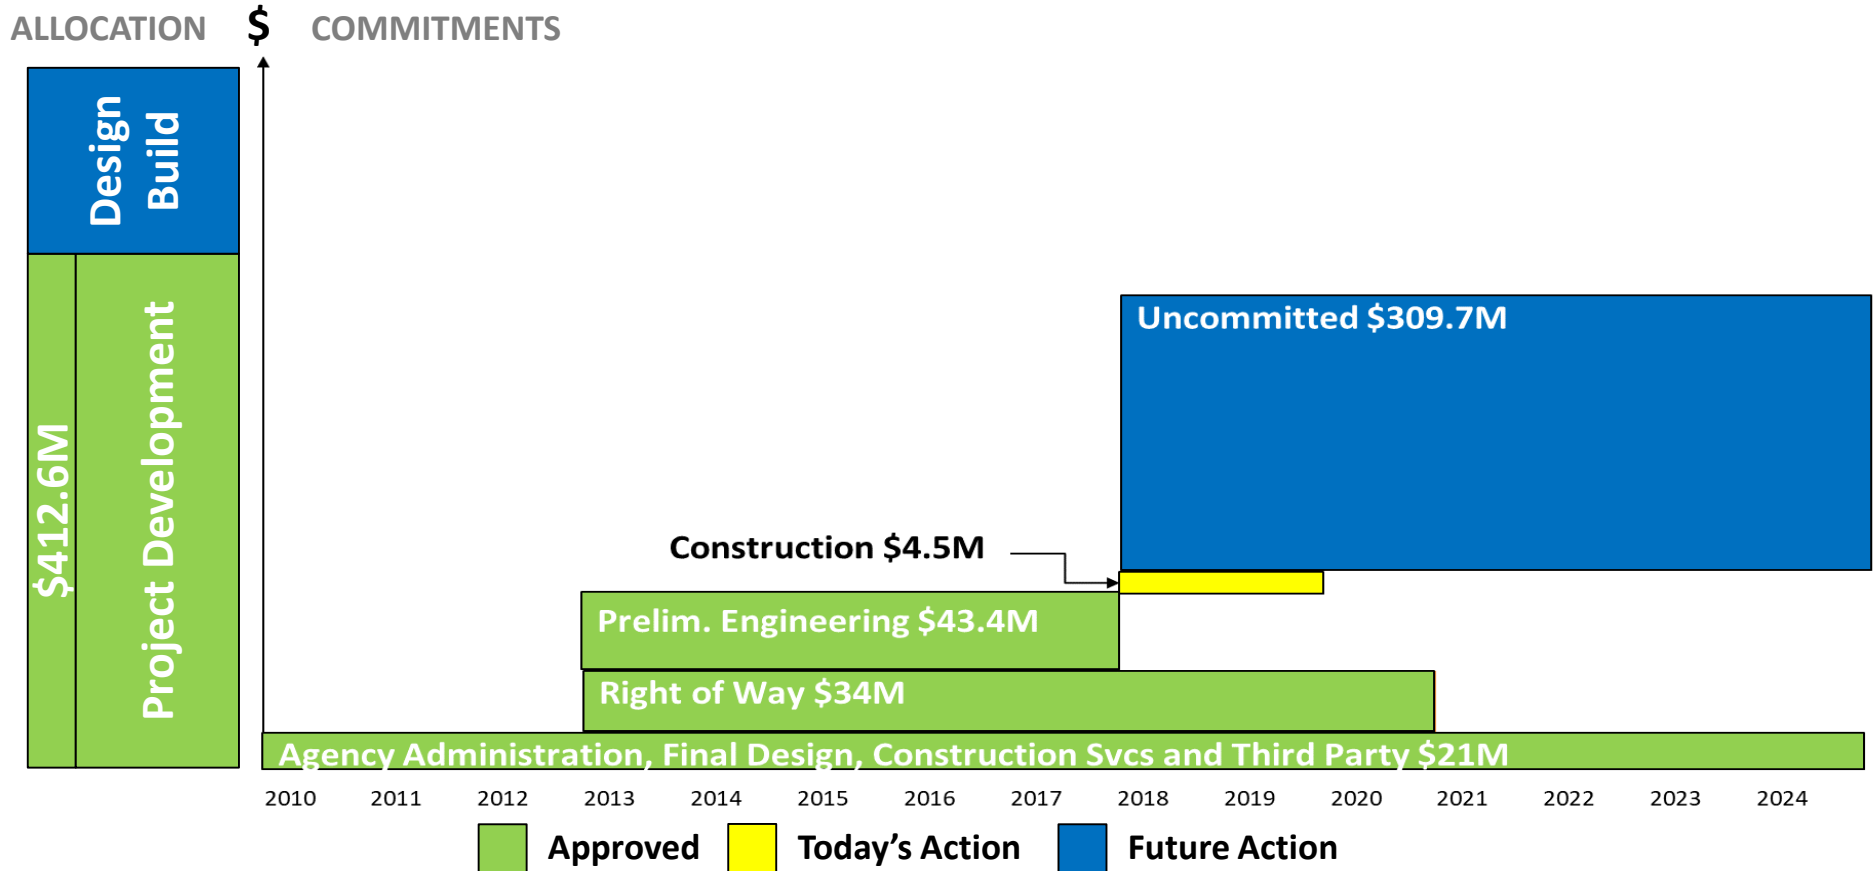 ALLOCATION $ COMMITMENTS
Design
Build
$412.6M
Project Development
Uncommitted $309.7M
Construction $4.5M
Prelim. Engineering $43.4M
Right of Way $34M
Agency Administration, Final Design, Construction Svcs and Third Party $21M
2010 2011 2012 2013 2014 2015 2016 2017 2018 2019 2020 2021 2022 2023 2024
Approved Today’s Action Future Action